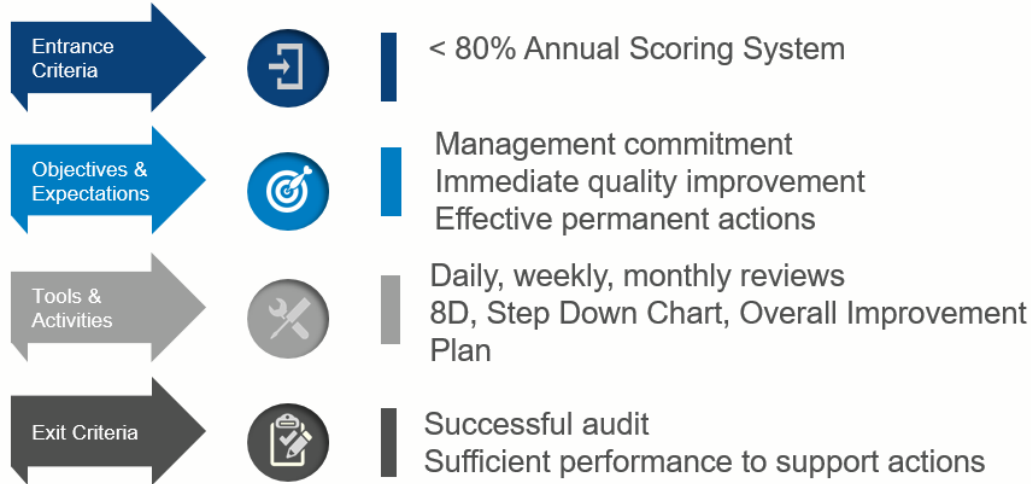 Entrance
Criteria
< 80% Annual Scoring System
Objectives &
Expectations
Management commitment
Immediate quality improvement
Effective permanent actions
Tools &
Activities
Daily, weekly, monthly reviews
8D, Step Down Chart, Overall Improvement
Plan
Exit Criteria
Successful audit
Sufficient performance to support actions